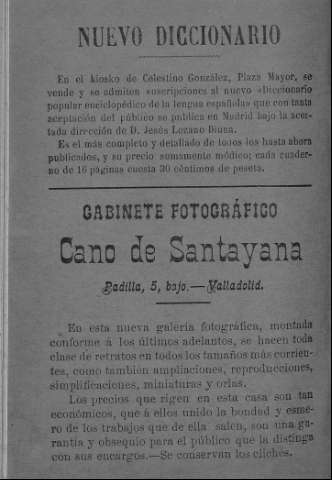 NUEVO DICCIONARIO
En el kiosko de Celestino González, Plaza Mayor, se
vende y se admiten suscripciones al nuevo «Diccionario
popular enciclopédico de la lengua española» que con tanta
aceptación del público se publica en Madrid bajo la acer-
tada dirección de D. Jesús Lozano
Es el más completo y detallado de todos los hasta ahora
publicados, y su precio sumamente módico; cada cuader-
no de 16 páginas cuesta 30 céntimos de peseta.
GABINETE FOTOGRÁFICO
Cano de Santayana
Padilla, 5, bajo.—Valladolid.
En esta nueva galería fotográfica, montada
conforme á los últimos adelantos, se hacen toda
clase de retratos en todos los tamaños más corrien-
tes, como también ampliaciones, reproducciones,
simplificaciones, miniaturas y orlas.
Los precios que rigen en esta casa son tan
económicos, que á ellos unido la bondad y esme-
ro de los trabajos que de ella salen, son una ga-
rantía y obsequio para el público que la distinga
con sus encargos.—Se conservan los clichés.